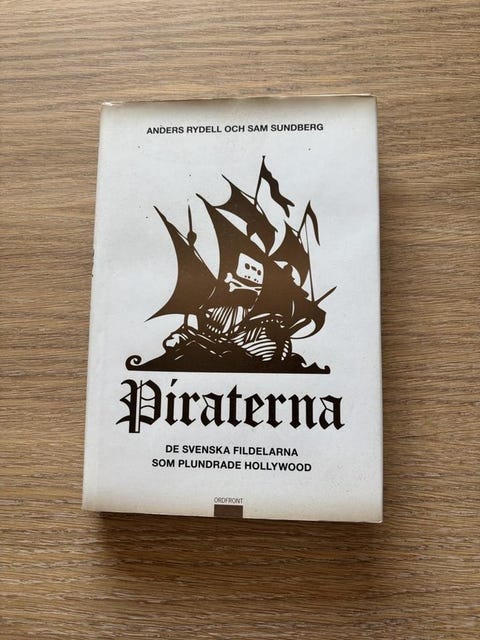 ANDERS RYDELL OCH SAM SUNDBERG
Piraterna
DE SVENSKA FILDELARNA
SOM PLUNDRADE HOLLYWOOD
ORDFRONT